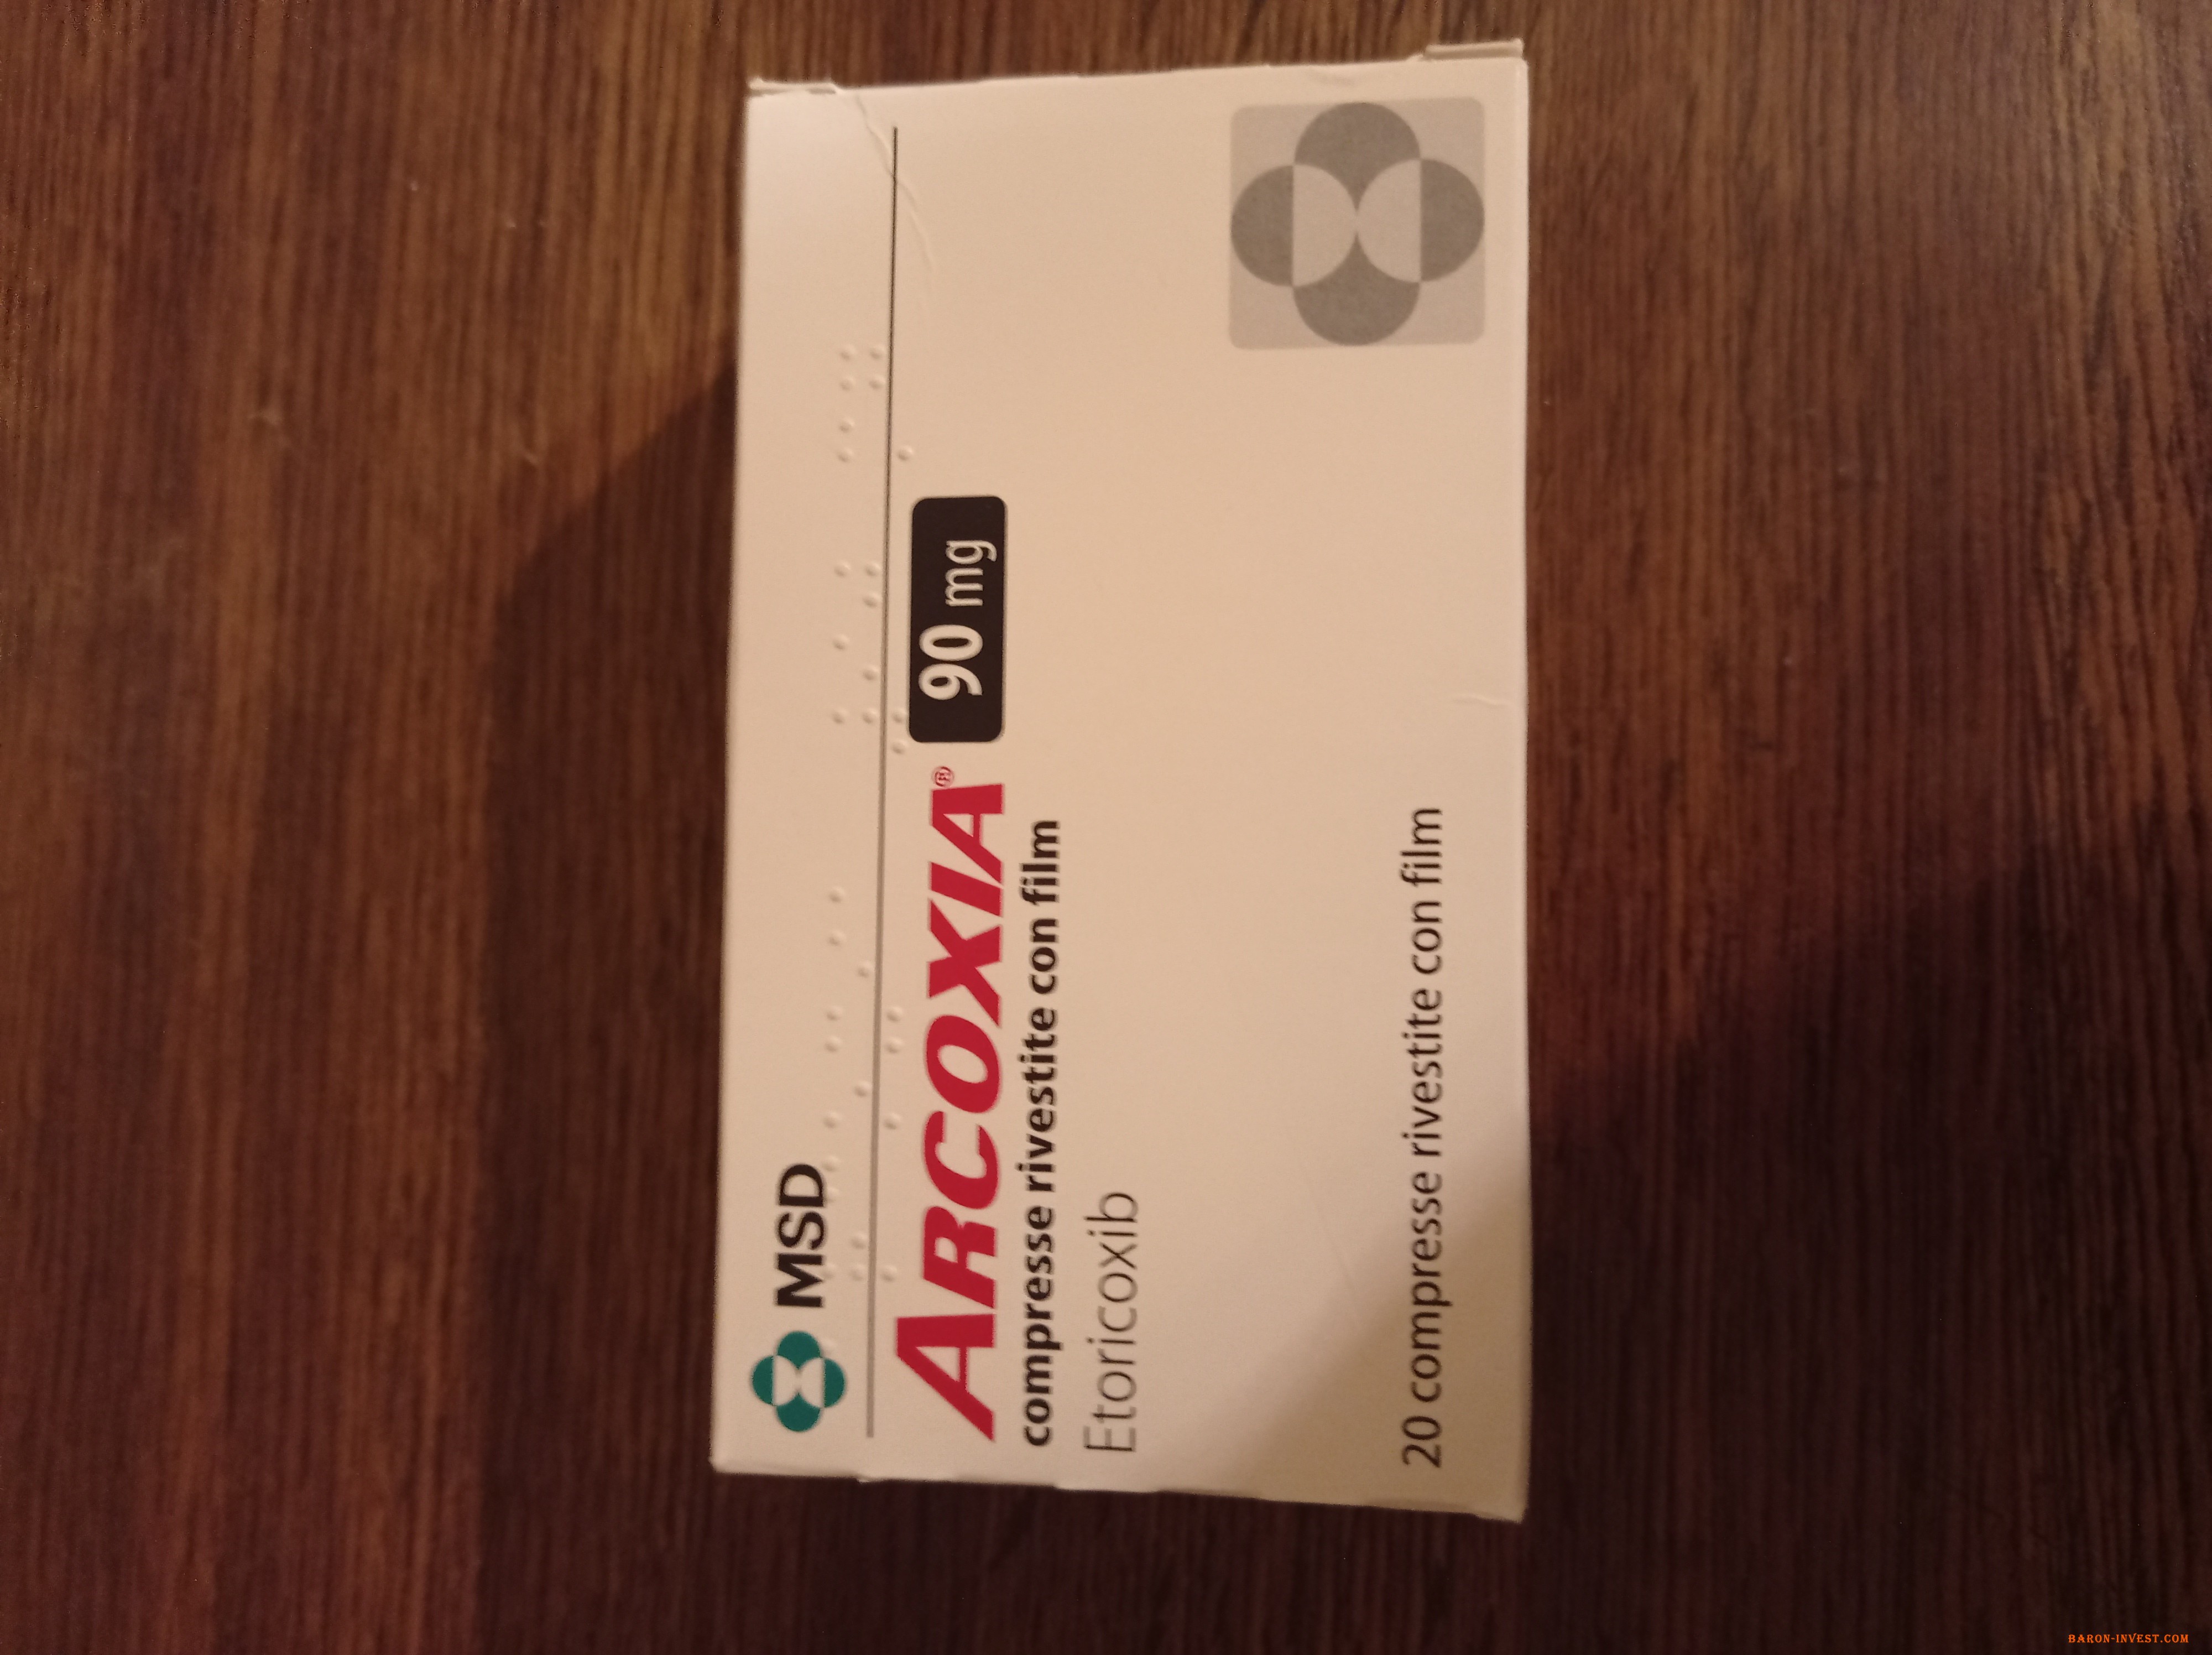 MSD
ARCOXIA® 90 mg
compresse rivestite con film
Etoricoxib
20 compresse rivestite con film
BARON-INVEST.COM